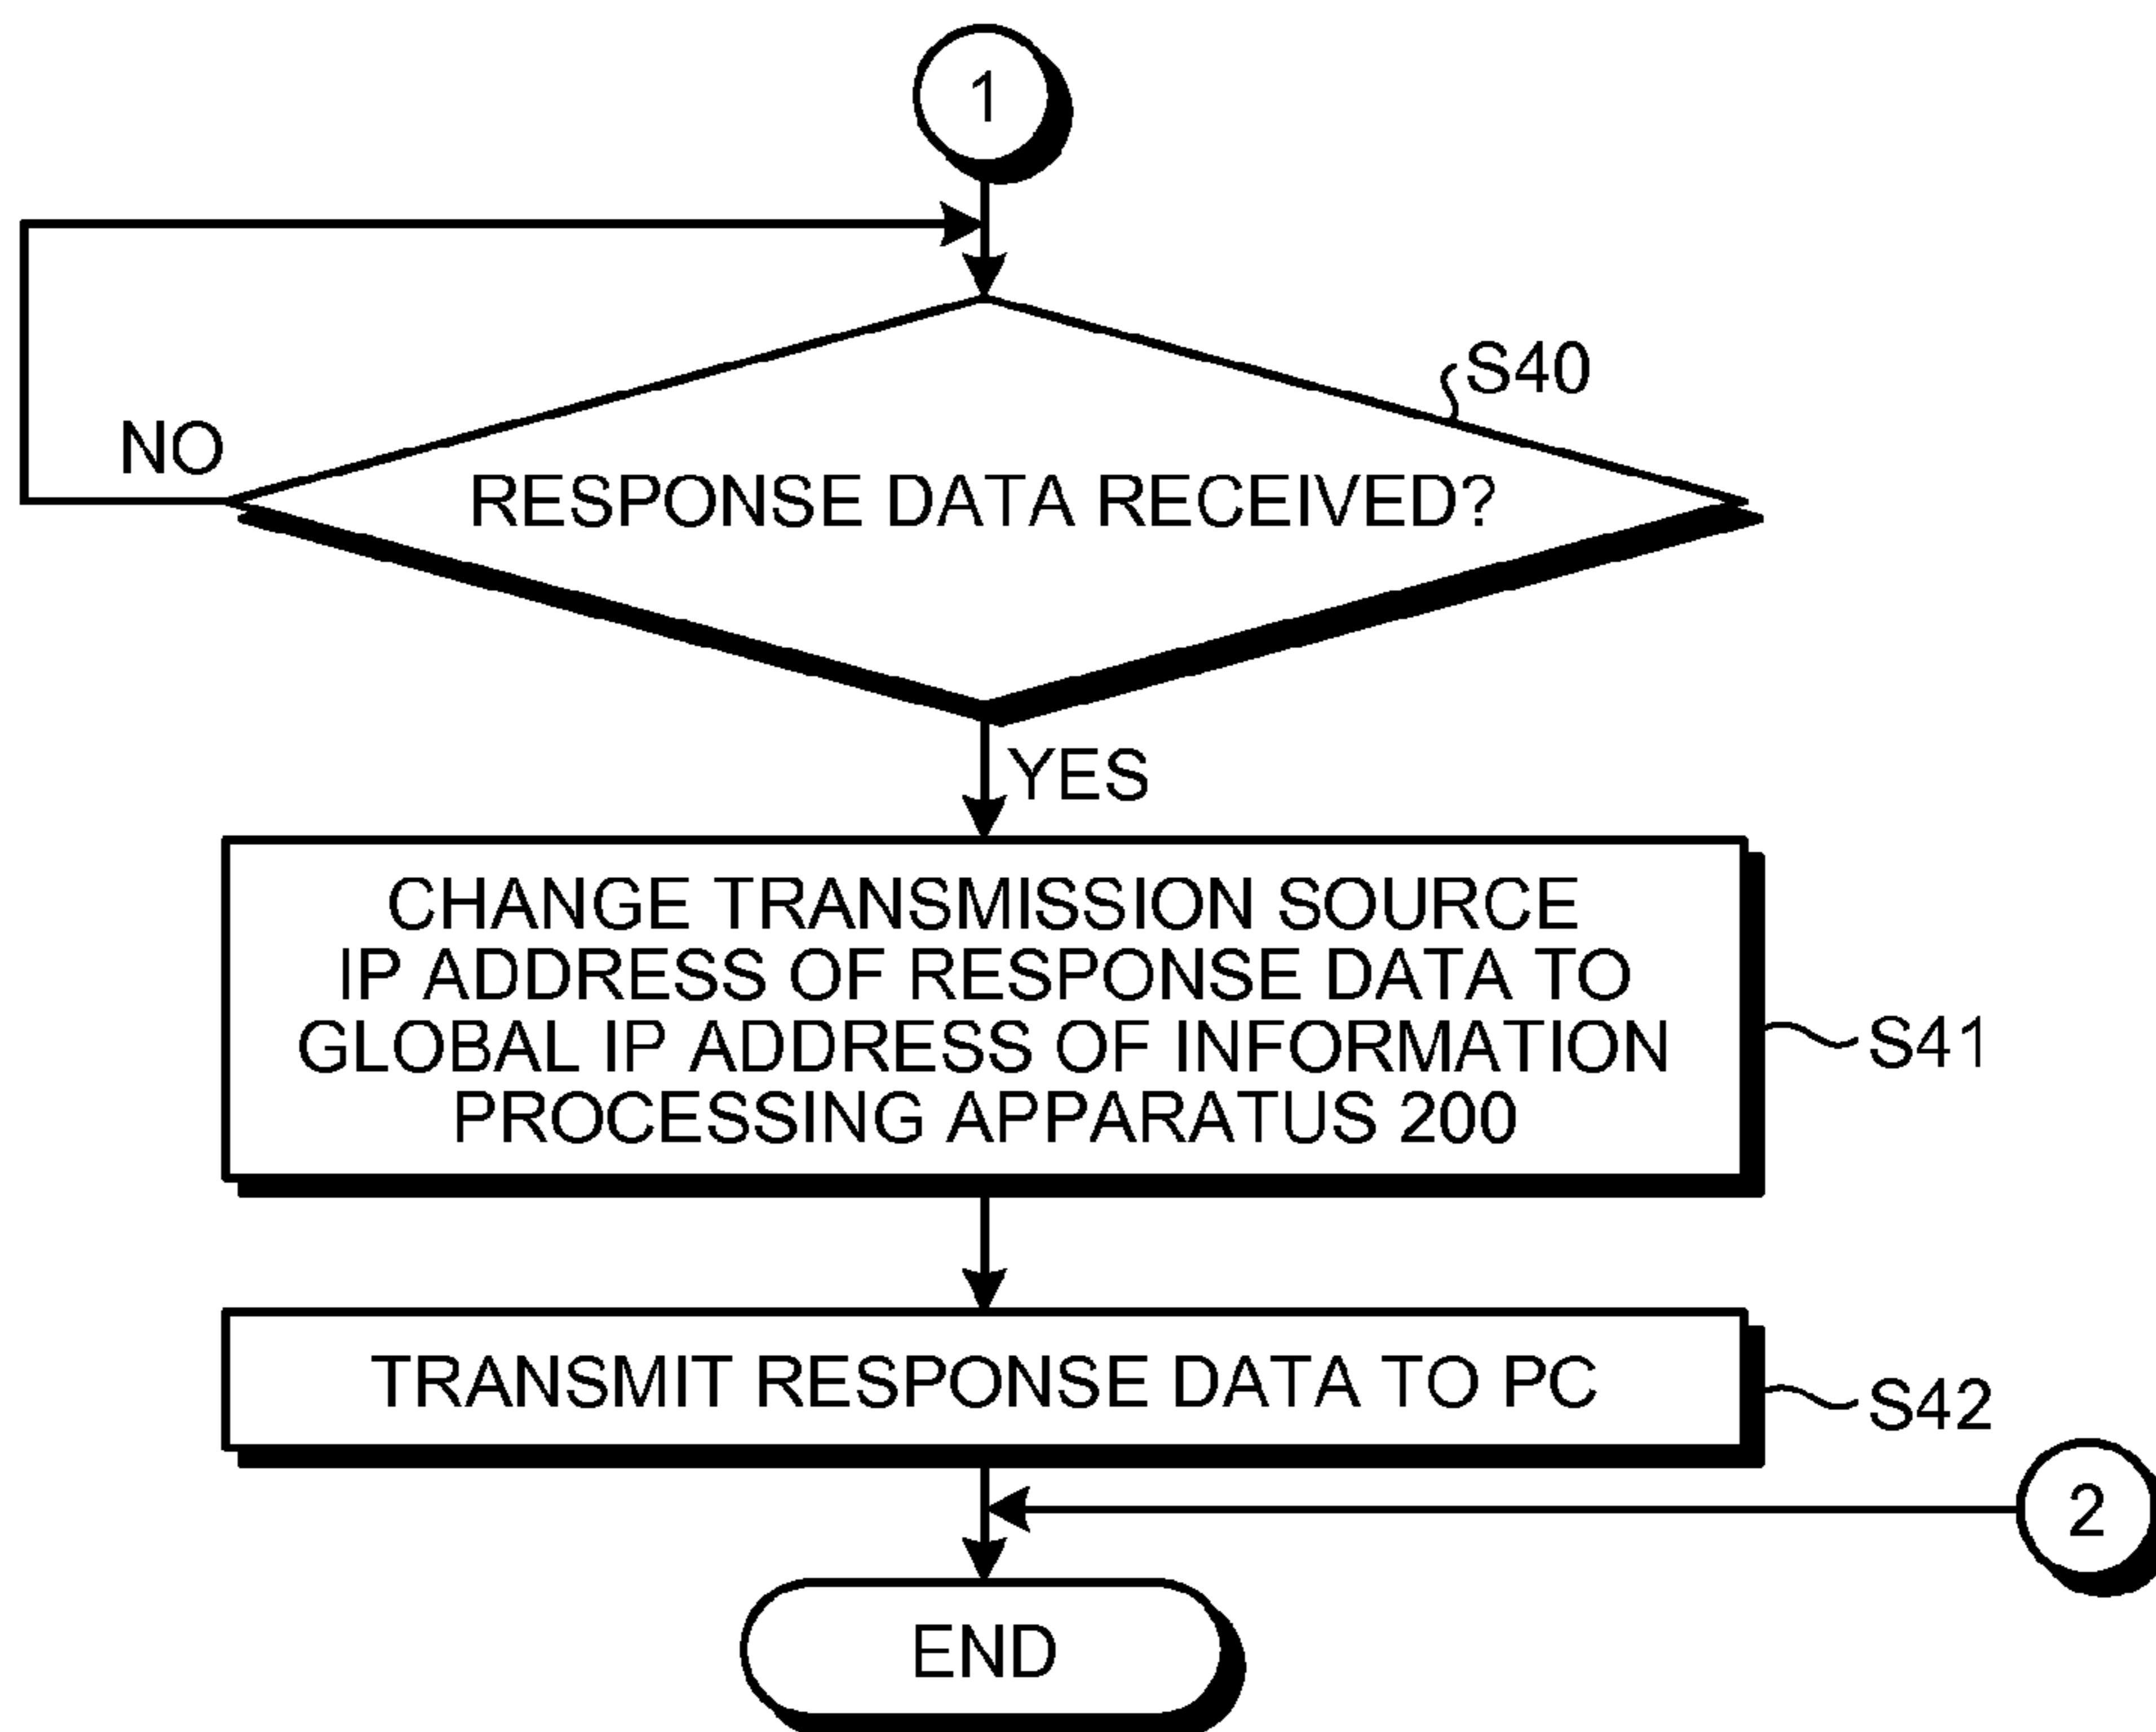 1
S40
NO
RESPONSE DATA RECEIVED?
YES
CHANGE TRANSMISSION SOURCE
IP ADDRESS OF RESPONSE DATA TO
GLOBAL IP ADDRESS OF INFORMATION
PROCESSING APPARATUS 200
S41
TRANSMIT RESPONSE DATA TO PC
S42
2
END